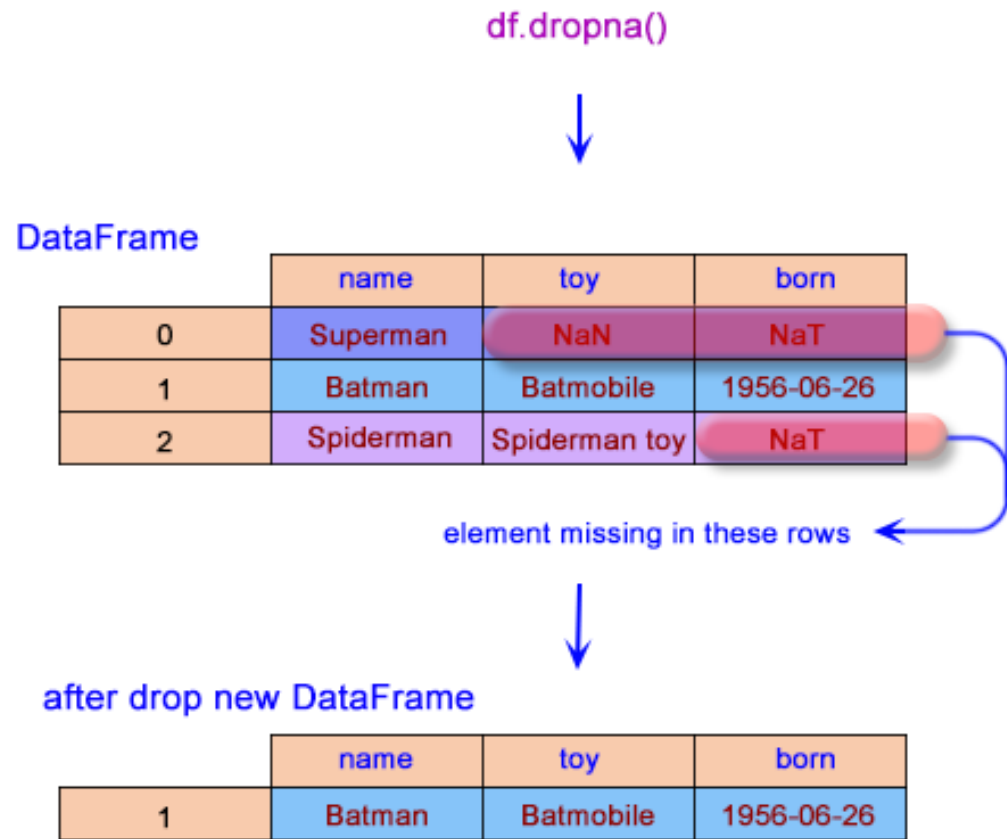 df.dropna()
DataFrame
name toy born
0 Superman NaN NaT
1 Batman Batmobile 1956-06-26
2 Spiderman Spiderman toy NaT
element missing in these rows
after drop new DataFrame
name toy born
1 Batman Batmobile 1956-06-26